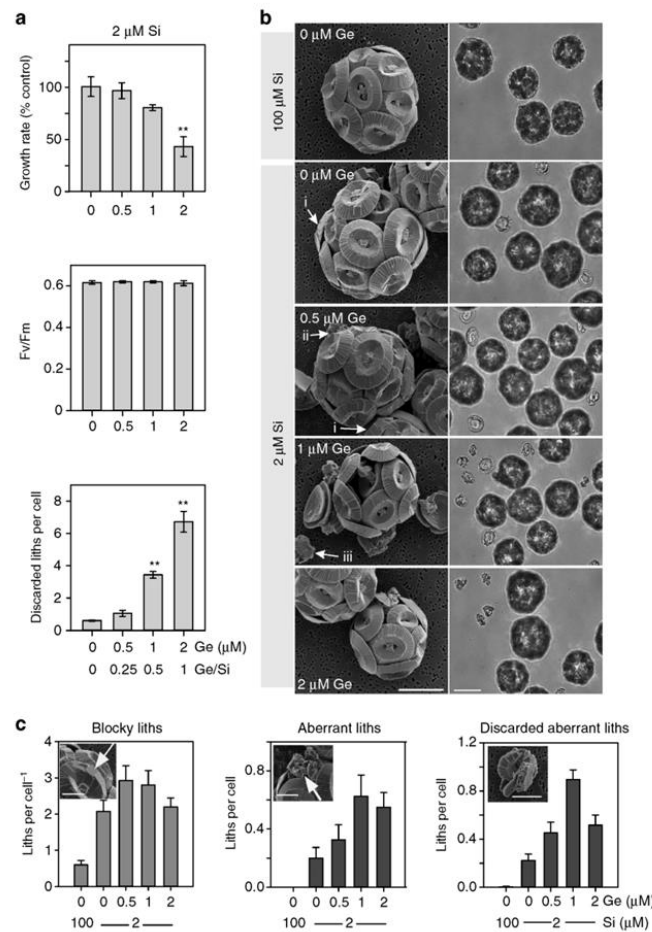 a
2 μM Si
Growth rate (% control)
100
50
0
**
0 0.5 1 2
Fv/Fm
0.6
0.2
0
0 0.5 1 2
Discarded liths per cell
8
6
4
2
0
**
**
0 0.5 1 2 Ge (μM)
0 0.25 0.5 1 Ge/Si
b
100 μM Si
0 μM Ge
2 μM Si
0 μM Ge
i
0.5 μM Ge
ii
i
1 μM Ge
iii
2 μM Ge
c
Blocky liths
Liths per cell⁻¹
4
3
2
1
0
0 0 0.5 1 2
100 2
Aberrant liths
Liths per cell
0.8
0.4
0.0
0 0 0.5 1 2
100 2
Discarded aberrant liths
Liths per cell
1.2
0.8
0.4
0.0
0 0 0.5 1 2 Ge (μM)
100 2 Si (μM)